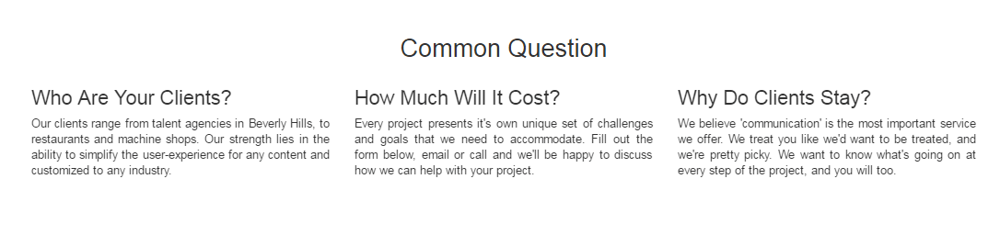 Common Question
Who Are Your Clients?
Our clients range from talent agencies in Beverly Hills, to
restaurants and machine shops. Our strength lies in the
ability to simplify the user-experience for any content and
customized to any industry.
How Much Will It Cost?
Every project presents it's own unique set of challenges
and goals that we need to accommodate. Fill out the
form below, email or call and we'll be happy to discuss
how we can help with your project.
Why Do Clients Stay?
We believe 'communication' is the most important service
we offer. We treat you like we'd want to be treated, and
we're pretty picky. We want to know what's going on at
every step of the project, and you will too.